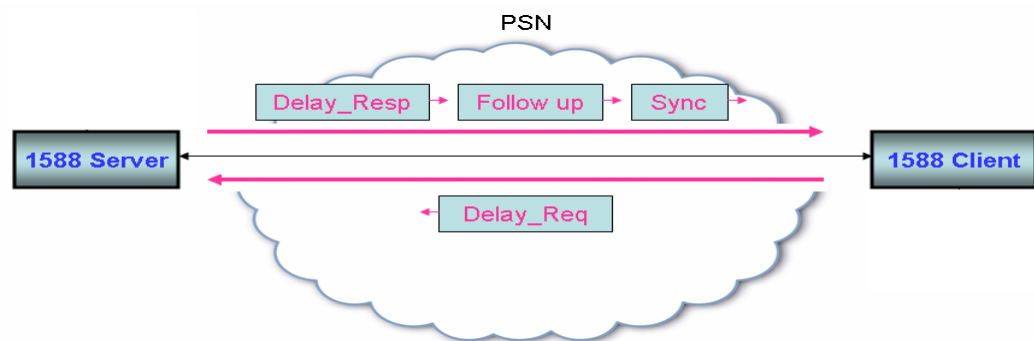 PSN
Delay_Resp
Follow up
Sync
1588 Server
1588 Client
Delay_Req